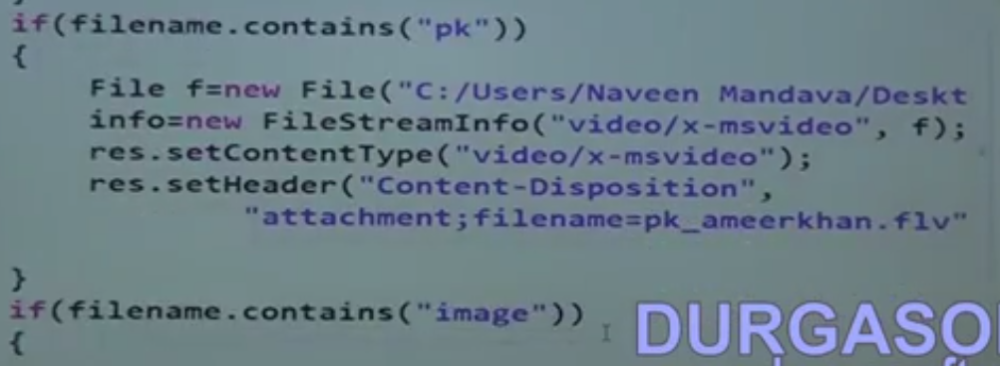 }
if(filename.contains("pk"))
{
File f=new File("C:/Users/Naveen Mandava/Deskt
info=new FileStreamInfo("video/x-msvideo", f);
res.setContentType("video/x-msvideo");
res.setHeader("Content-Disposition",
"attachment;filename=pk_ameerkhan.flv"
}
if(filename.contains("image"))
{
DURGASO